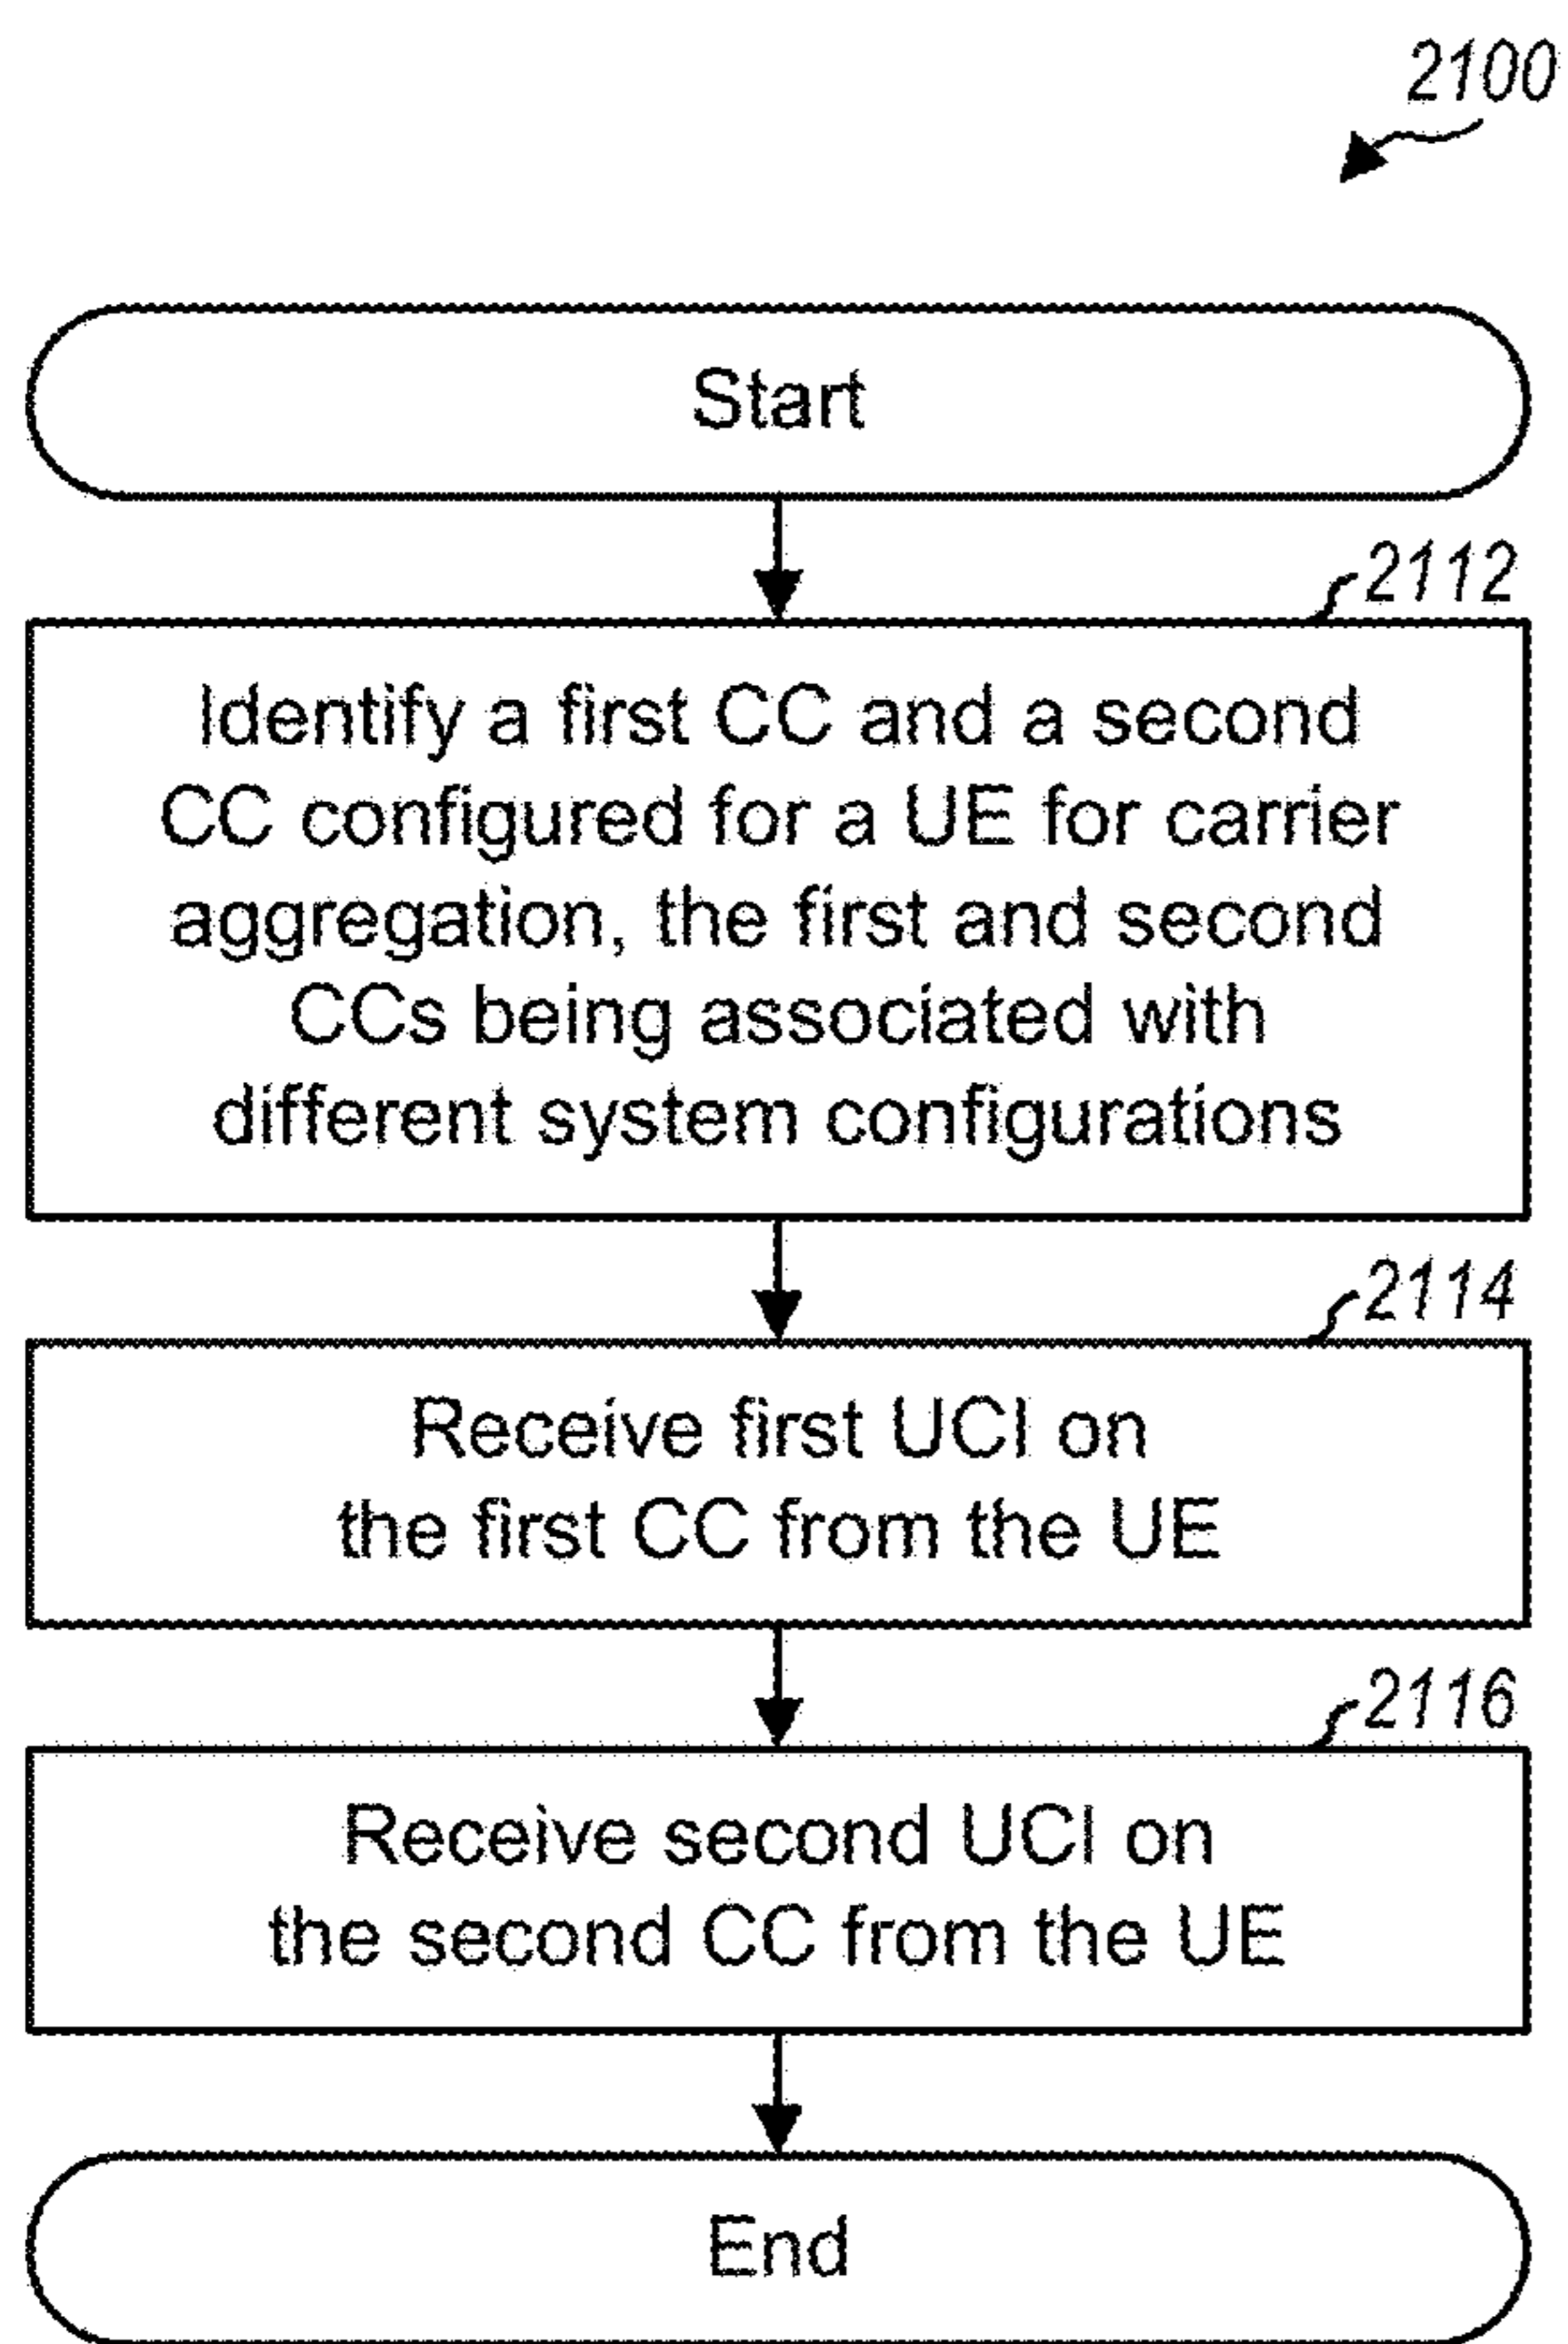 2100
Start
2112
Identify a first CC and a second
CC configured for a UE for carrier
aggregation, the first and second
CCs being associated with
different system configurations
2114
Receive first UCI on
the first CC from the UE
2116
Receive second UCI on
the second CC from the UE
End